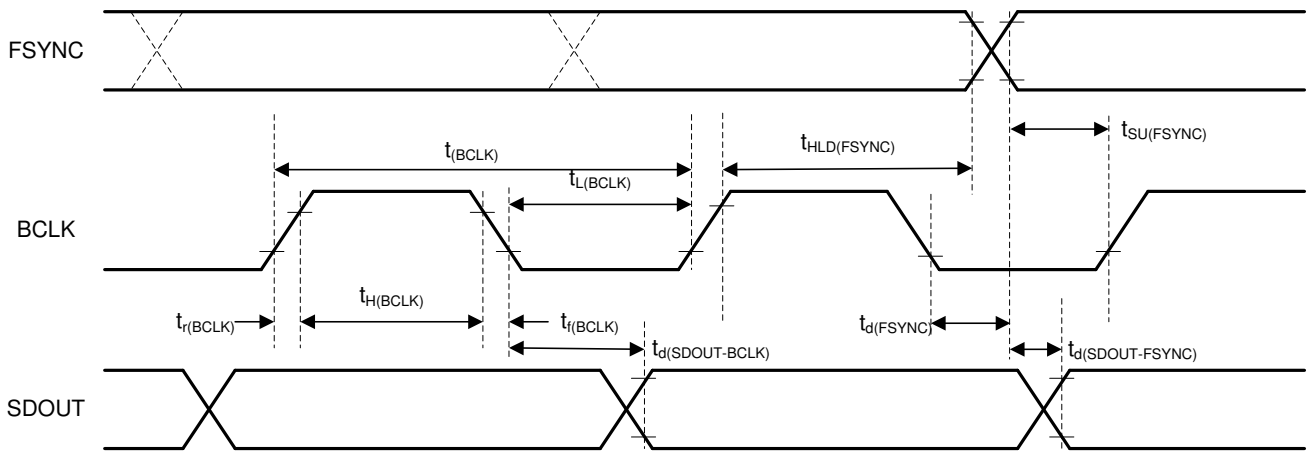 FSYNC
tSU(FSYNC)
tHLD(FSYNC)
t(BCLK)
tL(BCLK)
BCLK
tH(BCLK)
tr(BCLK)
tf(BCLK)
td(FSYNC)
td(SDOUT-BCLK)
td(SDOUT-FSYNC)
SDOUT